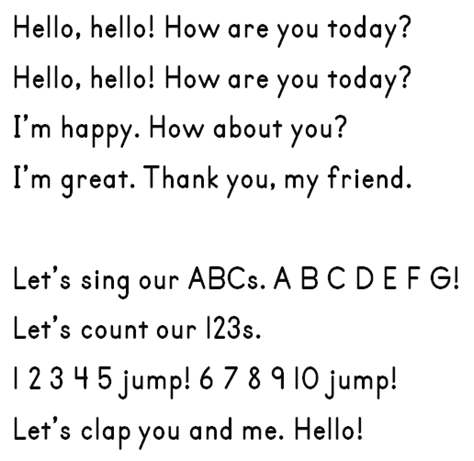 Hello, hello! How are you today?
Hello, hello! How are you today?
I'm happy. How about you?
I'm great. Thank you, my friend.
Let's sing our ABCs. A B C D E F G!
Let's count our 123s.
1 2 3 4 5 jump! 6 7 8 9 10 jump!
Let's clap you and me. Hello!